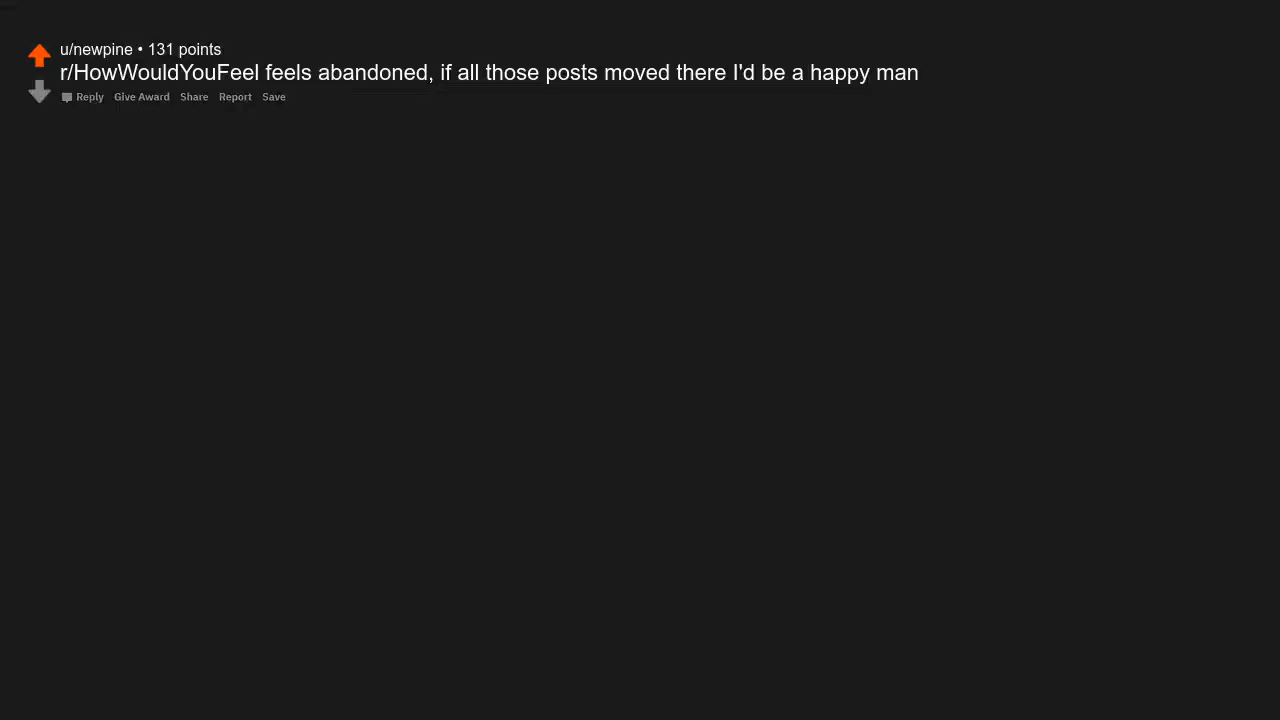 u/newpine • 131 points
r/HowWouldYouFeel feels abandoned, if all those posts moved there I'd be a happy man
Reply Give Award Share Report Save